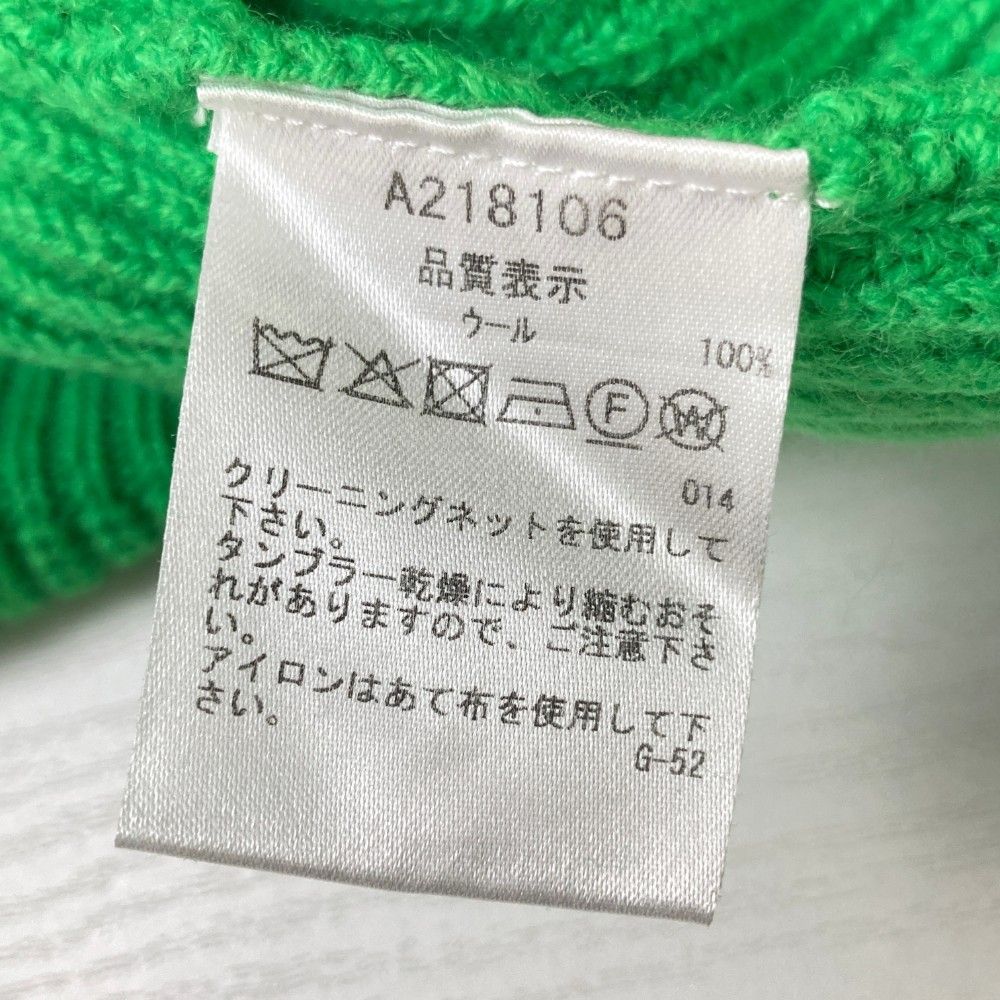 A218106
品質表示
ウール 100%
F W
014
クリーニングネットを使用して
下さい。
タンブラー乾燥により縮むおそ
れがありますので、ご注意下さ
い。
アイロンはあて布を使用して下
さい。
G-52